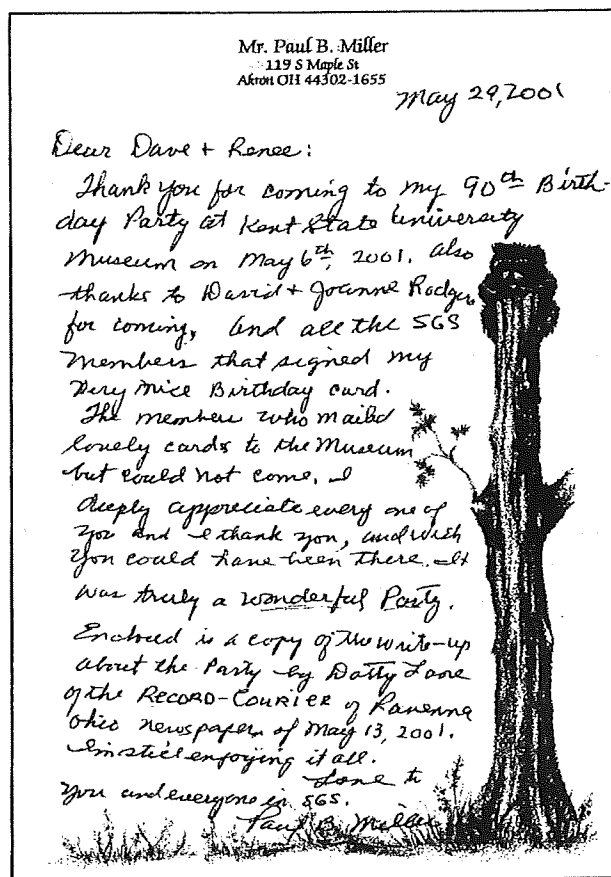 Mr. Paul B. Miller
119 S Maple St
Akron OH 44302-1655
May 29, 2001
Dear Dave + Renee:
Thank you for coming to my 90th Birth-
day Party at Kent State University
Museum on May 6th, 2001. Also
thanks to David & Joanne Rodgers
for coming, and all the SGS
Members that signed my
Very nice Birthday card.
The members who mailed
lovely cards to the Museum
but could not come, I
deeply appreciate every one of
You and I thank you, and wish
You could have been there. It
was truly a wonderful Party.
Enclosed is a copy of the write-up
about the Party by Dotty
of the RECORD-COURIER of Ravenna
Ohio newspaper of May 13, 2001.
I'm still enjoying it all.
Love to
You and everyone in SGS.
Paul B. Miller